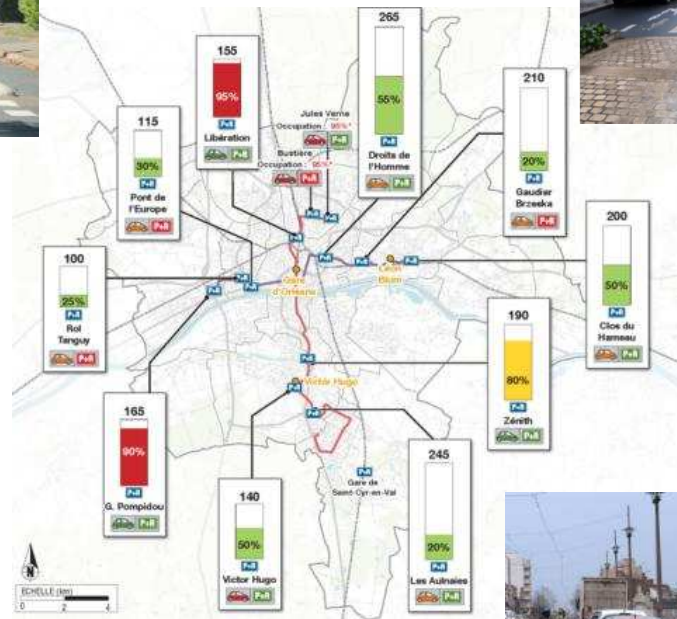 155
95%
P+R
Libération
P+R
Jules Verne
Occupation : 95%*
P+R
Bustière
Occupation : 95%*
P+R
265
55%
P+R
Droits de
l'Homme
P+R
210
20%
P+R
Gaudier
Brzeska
P+R
115
30%
P+R
Pont de
l'Europe
P+R
200
50%
P+R
Clos du
Hameau
P+R
100
25%
P+R
Rol
Tanguy
P+R
Gare
d'Orléans
Léon
Blum
190
80%
P+R
Zénith
P+R
165
90%
P+R
G. Pompidou
P+R
Victor Hugo
140
50%
P+R
Victor Hugo
P+R
P+R
Gare de
Saint-Cyr-en-Val
245
20%
P+R
Les Aulnaies
P+R
N
ECHELLE (km)
0 2 4